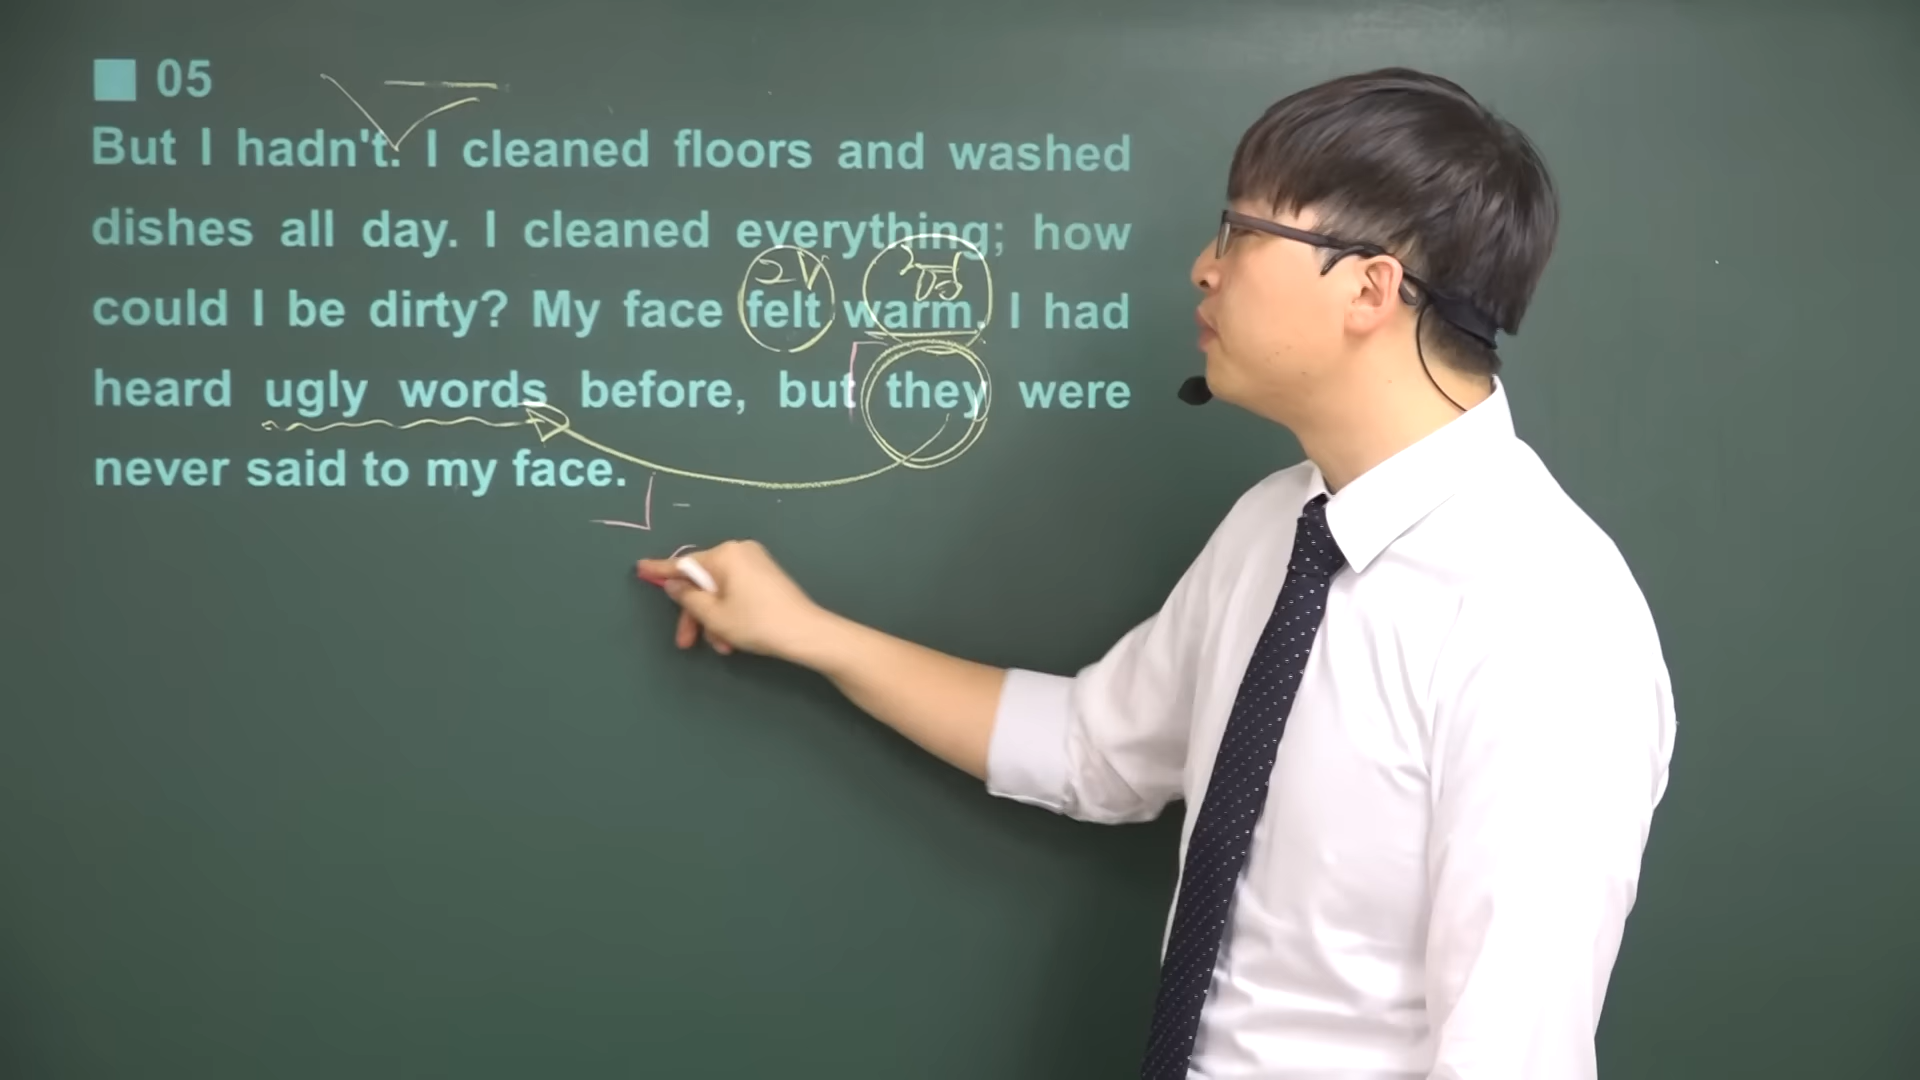 05
But I hadn't. I cleaned floors and washed
dishes all day. I cleaned everything; how
2V
could I be dirty? My face felt warm. I had
heard ugly words before, but they were
never said to my face.